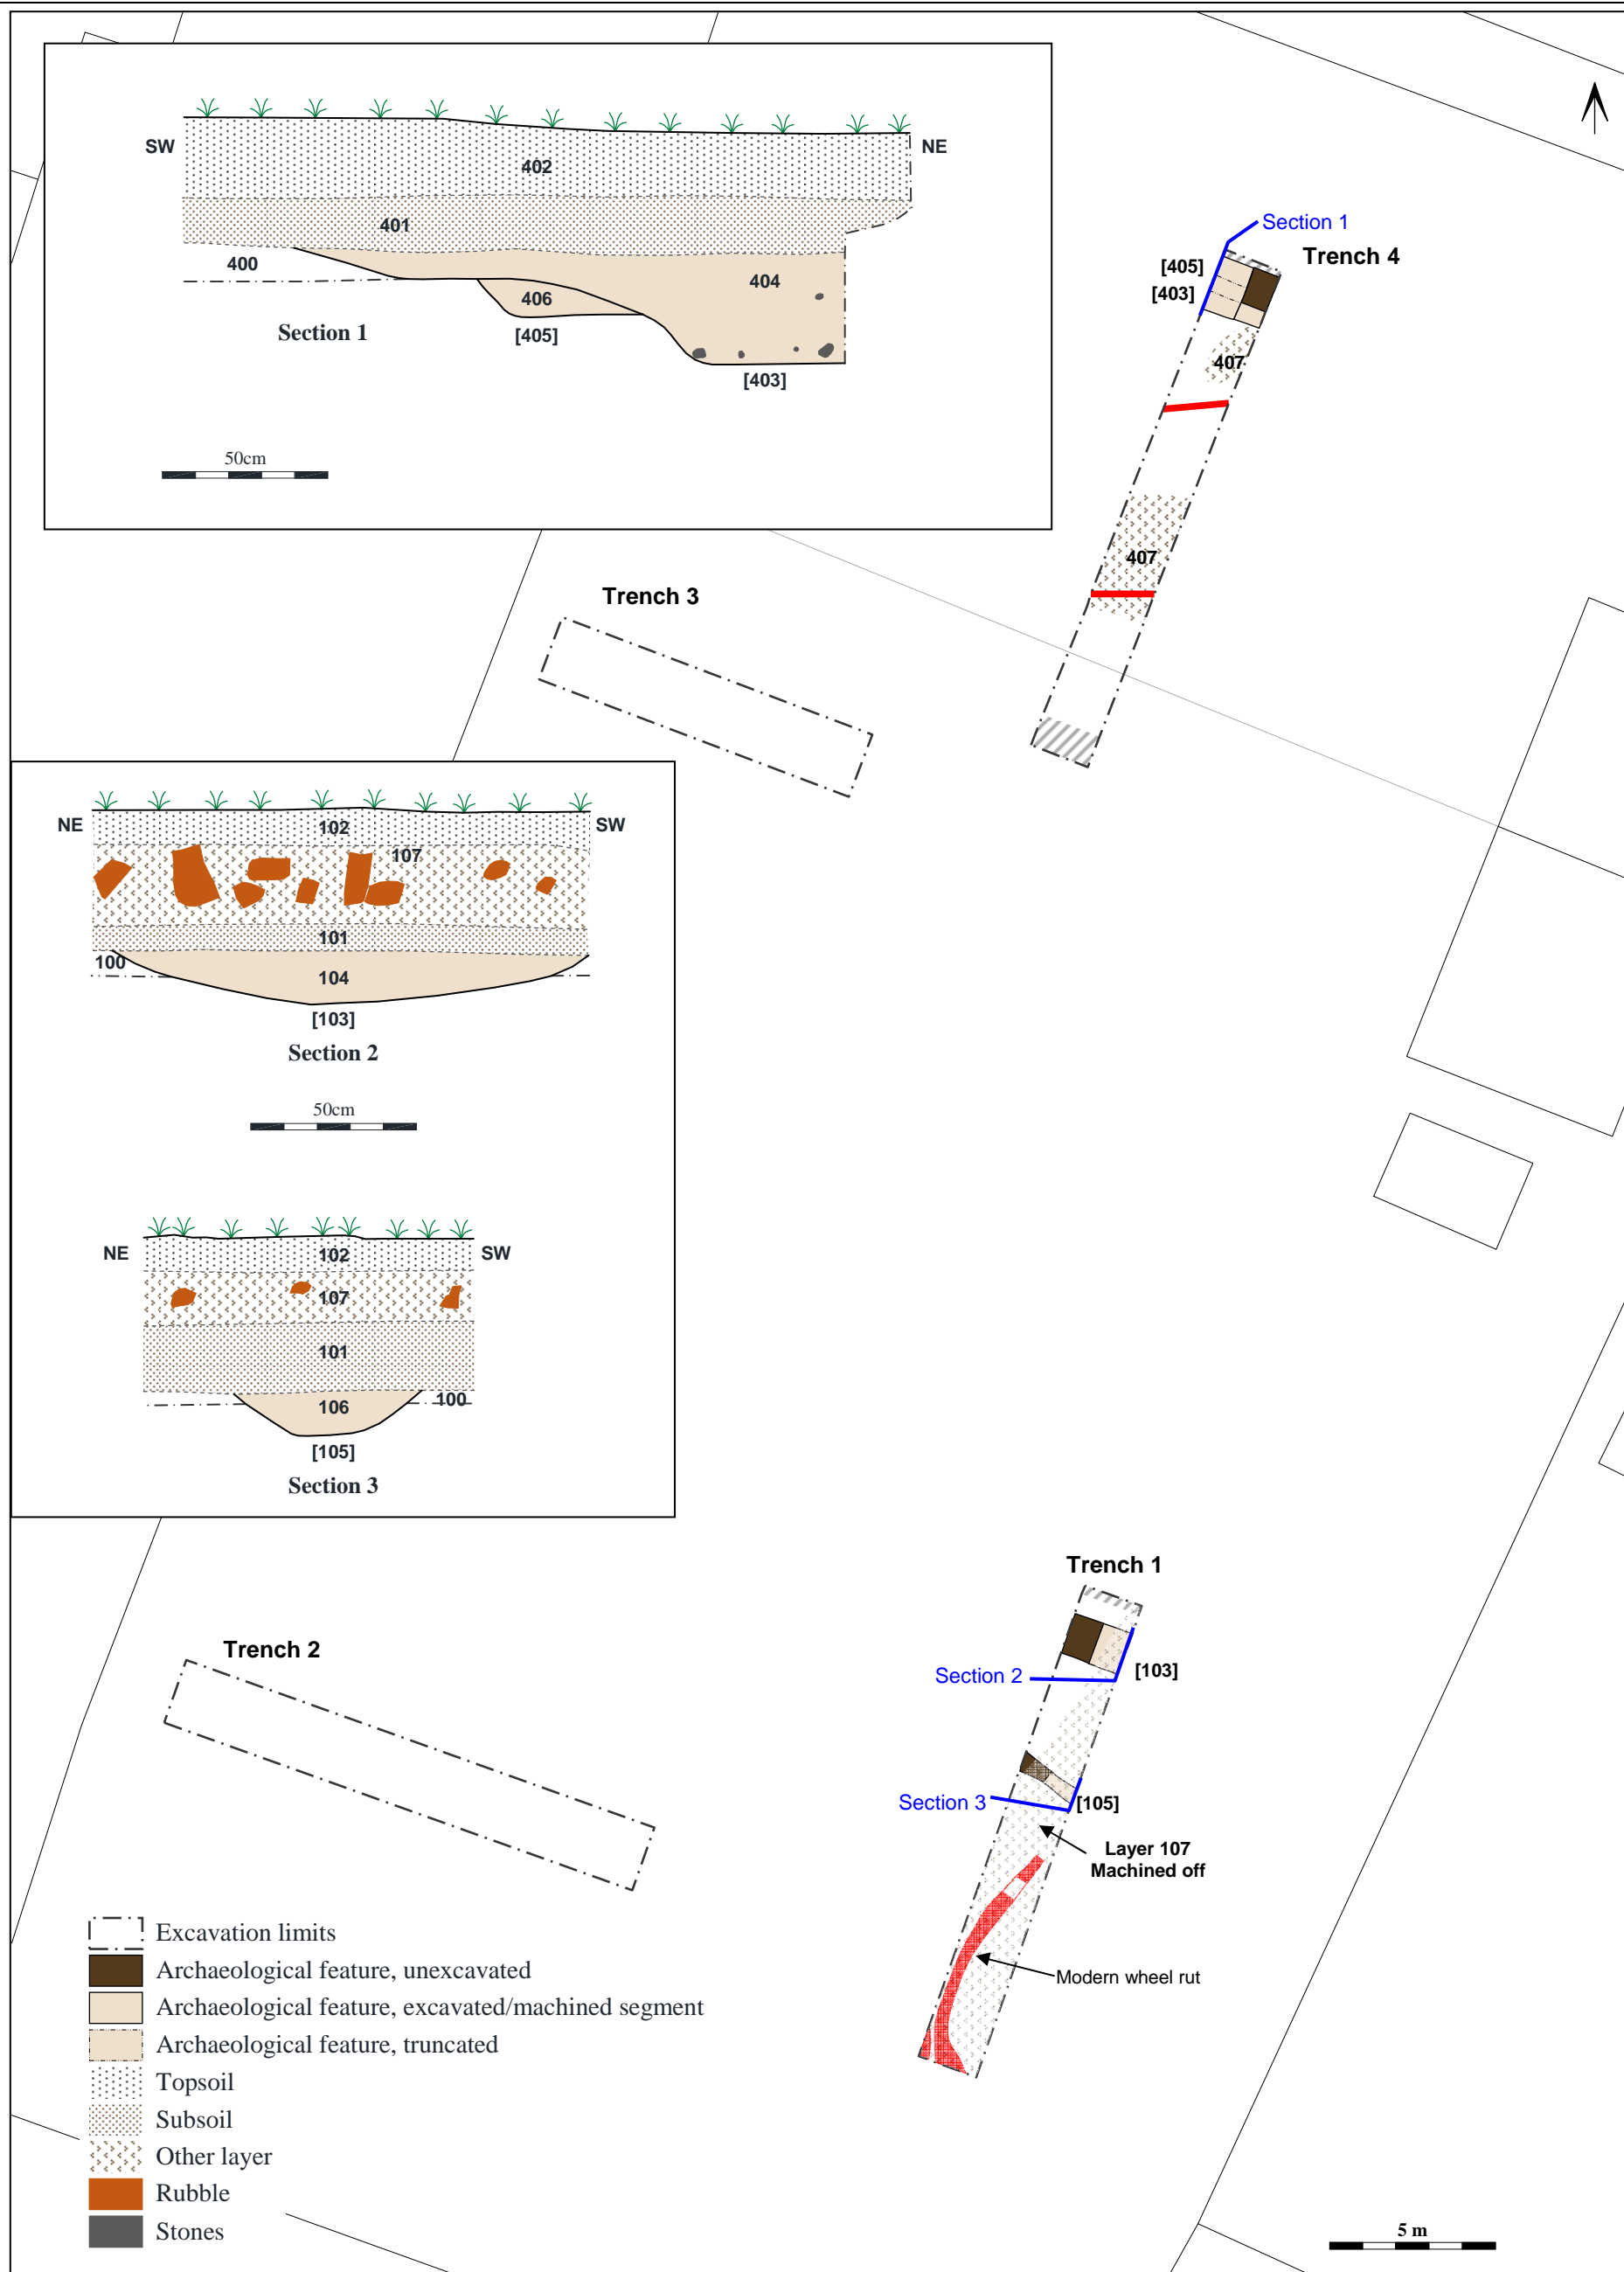 SW
NE
402
401
400
404
406
Section 1
[405]
[403]
50cm
Section 1
Trench 4
[405]
[403]
407
407
Trench 3
NE
SW
102
107
101
100
104
[103]
Section 2
50cm
NE
SW
102
107
101
100
106
[105]
Section 3
Trench 1
Trench 2
Section 2
[103]
Section 3
[105]
Layer 107
Machined off
Modern wheel rut
Excavation limits
Archaeological feature, unexcavated
Archaeological feature, excavated/machined segment
Archaeological feature, truncated
Topsoil
Subsoil
Other layer
Rubble
Stones
5 m